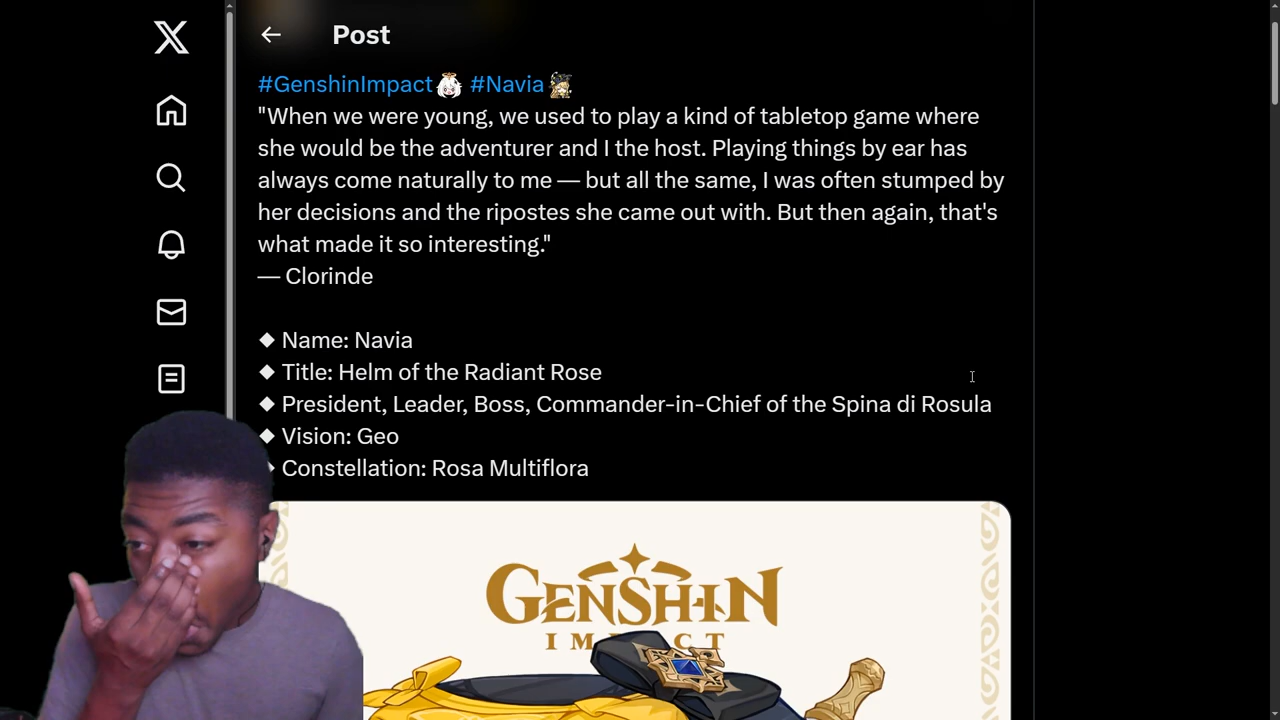 Post
#GenshinImpact #Navia
"When we were young, we used to play a kind of tabletop game where
she would be the adventurer and I the host. Playing things by ear has
always come naturally to me — but all the same, I was often stumped by
her decisions and the ripostes she came out with. But then again, that's
what made it so interesting."
— Clorinde
◆ Name: Navia
◆ Title: Helm of the Radiant Rose
◆ President, Leader, Boss, Commander-in-Chief of the Spina di Rosula
◆ Vision: Geo
◆ Constellation: Rosa Multiflora
GENSHIN
IMPACT